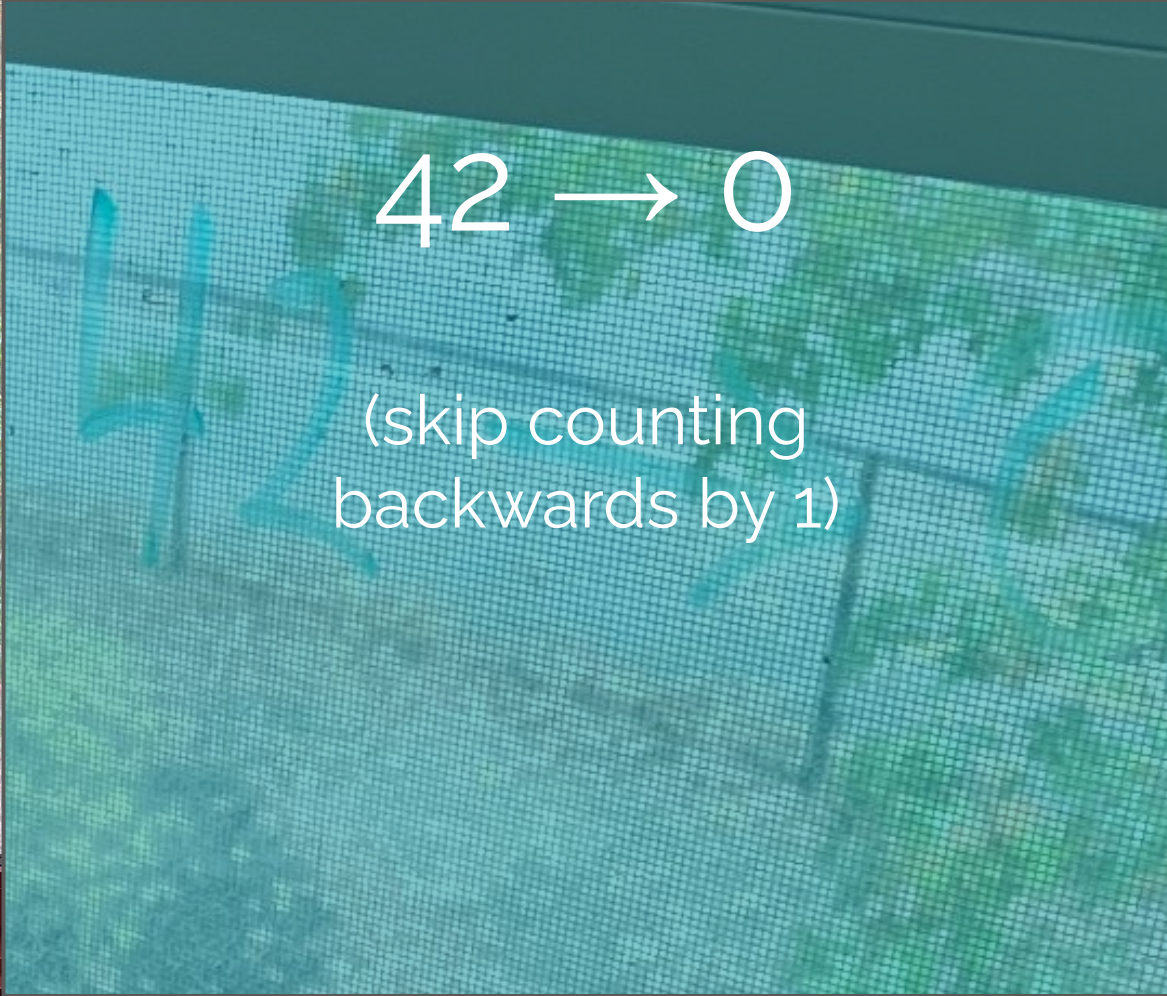 42 → 0
(skip counting
backwards by 1)
42 →